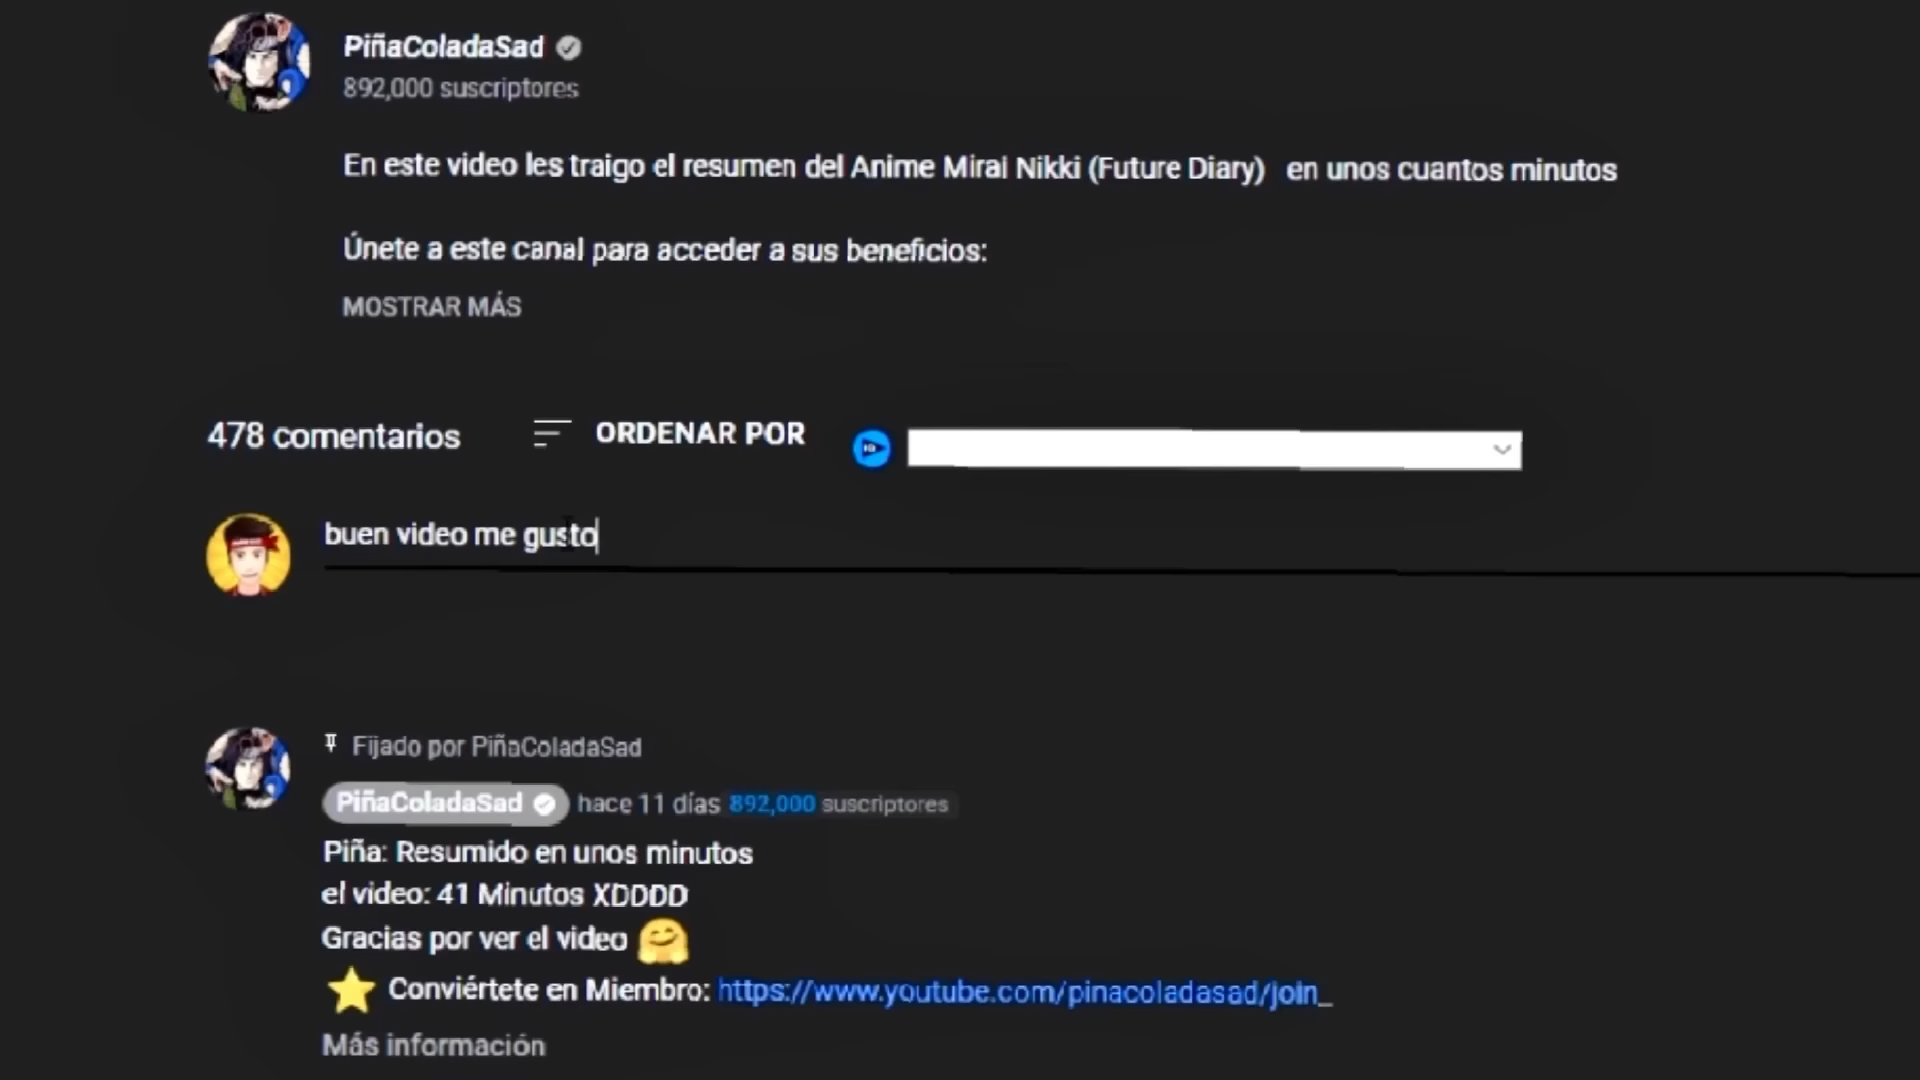 PiñaColadaSad
892,000 suscriptores
En este video les traigo el resumen del Anime Mirai Nikki (Future Diary) en unos cuantos minutos
Únete a este canal para acceder a sus beneficios:
MOSTRAR MÁS
478 comentarios ORDENAR POR
buen video me gusto
Fijado por PiñaColadaSad
PiñaColadaSad hace 11 días 892,000 suscriptores
Piña: Resumido en unos minutos
el video: 41 Minutos XDDDD
Gracias por ver el video 🤗
⭐ Conviértete en Miembro: https://www.youtube.com/pinacoladasad/join_
Más información